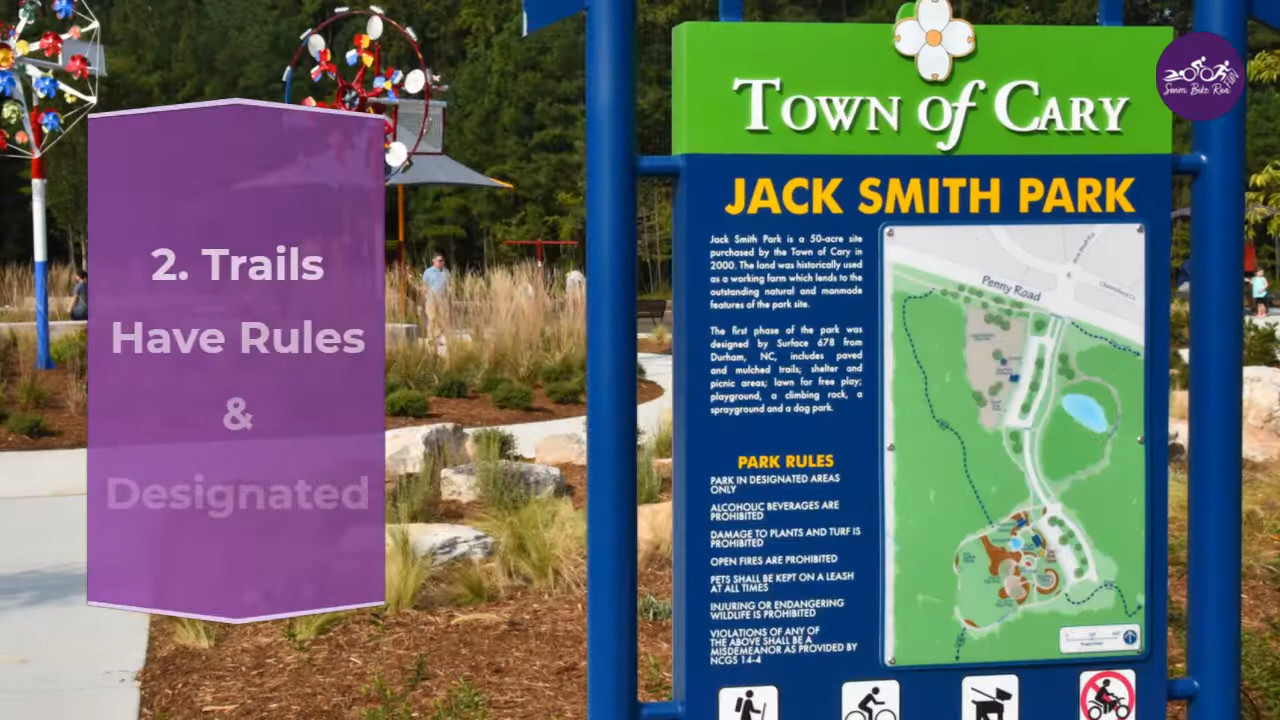 2. Trails
Have Rules
&
Designated
TOWN of CARY
JACK SMITH PARK
Jack Smith Park is a 50-acre site
purchased by the Town of Cary in
2000. The land was historically used
as a working farm which lends to the
outstanding natural and manmade
features of the park site.
The first phase of the park was
designed by Surface 678 from
Durham, NC, includes paved
and mulched trails; shelter and
picnic areas; lawn for free play;
playground, a climbing rock, a
sprayground and a dog park.
PARK RULES
PARK IN DESIGNATED AREAS
ONLY
ALCOHOLIC BEVERAGES ARE
PROHIBITED
DAMAGE TO PLANTS AND TURF IS
PROHIBITED
OPEN FIRES ARE PROHIBITED
PETS SHALL BE KEPT ON A LEASH
AT ALL TIMES
INJURING OR ENDANGERING
WILDLIFE IS PROHIBITED
VIOLATIONS OF ANY OF
THE ABOVE SHALL BE A
MISDEMEANOR AS PROVIDED BY
NCGS 14-4
Penny Road
Swim Bike Run